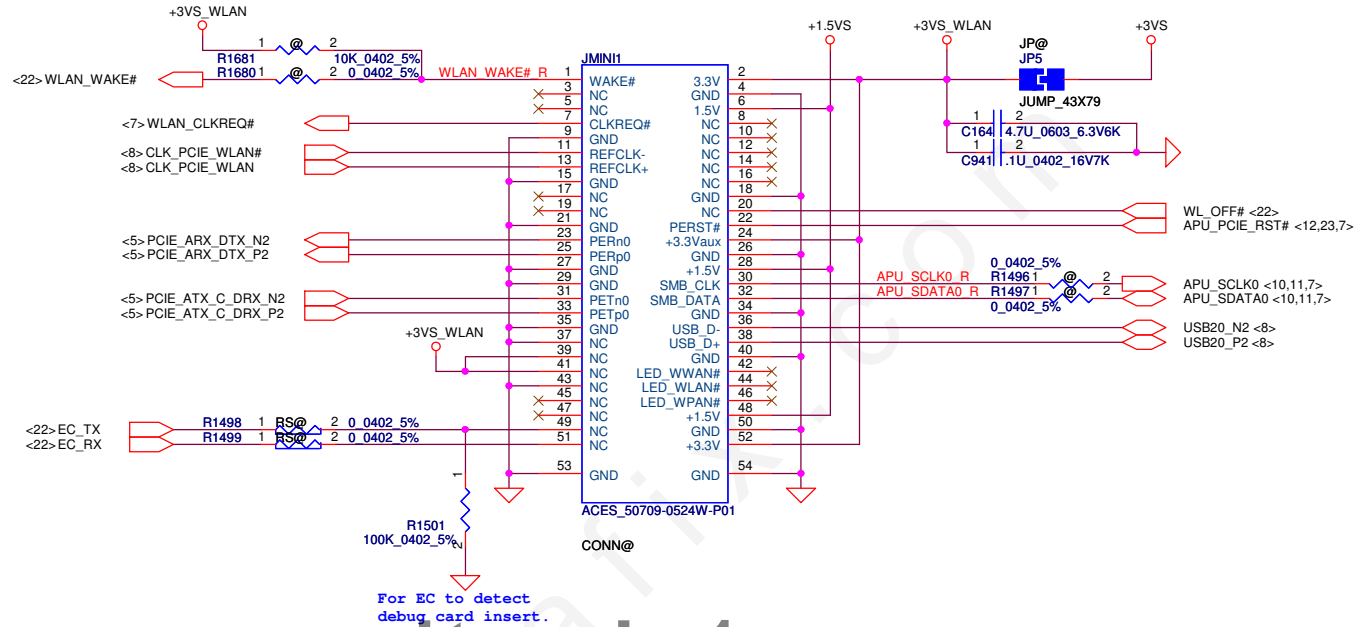 +3VS_WLAN
1 @ 2
R1681 10K_0402_5%
R1680 1 @ 2 0_0402_5%
<22>WLAN_WAKE#
WLAN_WAKE#_R
<7>WLAN_CLKREQ#
<8>CLK_PCIE_WLAN#
<8>CLK_PCIE_WLAN
<5>PCIE_ARX_DTX_N2
<5>PCIE_ARX_DTX_P2
<5>PCIE_ATX_C_DRX_N2
<5>PCIE_ATX_C_DRX_P2
+3VS_WLAN
<22>EC_TX
R1498 1 RS@ 2 0_0402_5%
<22>EC_RX
R1499 1 RS@ 2 0_0402_5%
1
R1501
100K_0402_5%
2
For EC to detect
debug card insert.
JMINI1
1 WAKE# 3.3V 2
3 NC GND 4
5 NC 1.5V 6
7 CLKREQ# NC 8
9 GND NC 10
11 REFCLK- NC 12
13 REFCLK+ NC 14
15 GND NC 16
17 NC GND 18
19 NC NC 20
21 GND PERST# 22
23 PERn0 +3.3Vaux 24
25 PERp0 GND 26
27 GND +1.5V 28
29 GND SMB_CLK 30
31 PETn0 SMB_DATA 32
33 PETp0 GND 34
35 GND USB_D- 36
37 NC USB_D+ 38
39 NC GND 40
41 NC LED_WWAN# 42
43 NC LED_WLAN# 44
45 NC LED_WPAN# 46
47 NC +1.5V 48
49 NC GND 50
51 NC +3.3V 52
53 GND GND 54
ACES_50709-0524W-P01
CONN@
+1.5VS
+3VS_WLAN
+3VS
JP@
JP5
JUMP_43X79
1 2
C164 4.7U_0603_6.3V6K
1 2
C941 .1U_0402_16V7K
WL_OFF# <22>
APU_PCIE_RST# <12,23,7>
0_0402_5%
APU_SCLK0_R R1496 1 @ 2
APU_SCLK0 <10,11,7>
APU_SDATA0_R R1497 1 @ 2
APU_SDATA0 <10,11,7>
0_0402_5%
USB20_N2 <8>
USB20_P2 <8>